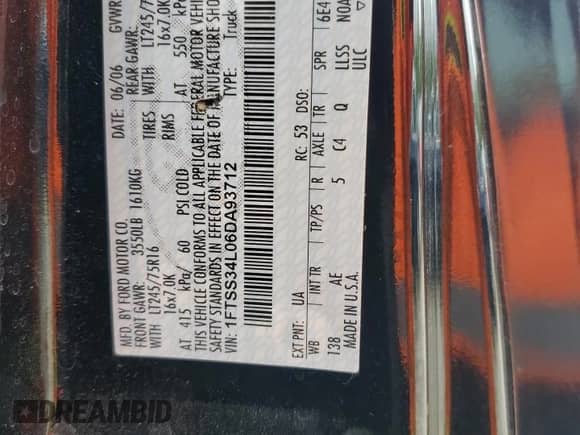 MFD. BY FORD MOTOR CO.
DATE: 06/06 GVWR
FRONT GAWR: 3550LB 1610KG
REAR GAWR:
WITH LT245/75R16 TIRES
WITH LT245/7
16x7.0K RIMS
16x7.0K
AT 415 kPa/ 60 PSI,COLD
AT 550 kPa
THIS VEHICLE CONFORMS TO ALL APPLICABLE FEDERAL MOTOR VEHIC
SAFETY STANDARDS IN EFFECT ON THE DATE OF MANUFACTURE SHO
VIN: 1FTSS34L06DA93712
TYPE: Truck
EXT PNT: UA RC: 53 DSO:
WB INT TR TP/PS R AXLE TR SPR 6E4
138 AE 5 C4 Q LLSS N0A
MADE IN U.S.A. ULC
DREAMBID